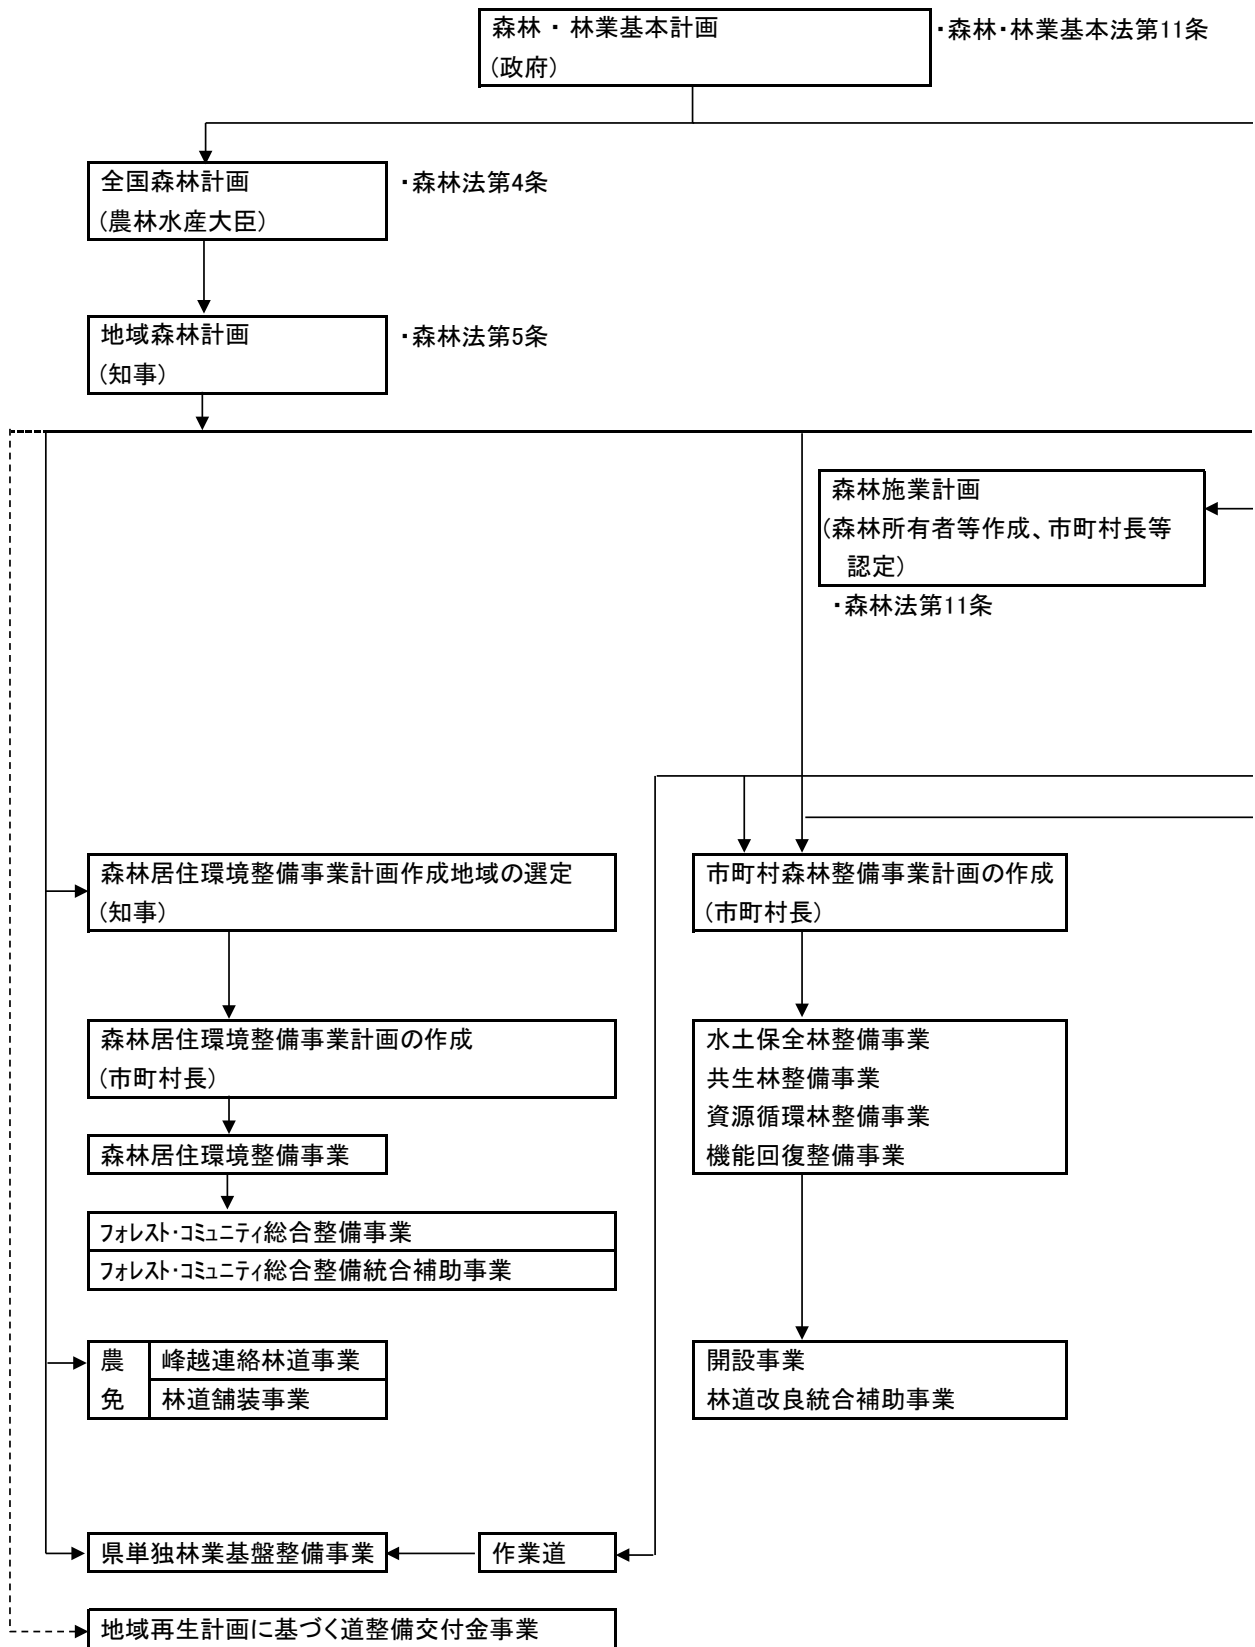 森林・林業基本計画
(政府)
・森林・林業基本法第11条
全国森林計画
(農林水産大臣)
・森林法第4条
地域森林計画
(知事)
・森林法第5条
森林施業計画
(森林所有者等作成、市町村長等
認定)
・森林法第11条
森林居住環境整備事業計画作成地域の選定
(知事)
市町村森林整備事業計画の作成
(市町村長)
森林居住環境整備事業計画の作成
(市町村長)
水土保全林整備事業
共生林整備事業
資源循環林整備事業
機能回復整備事業
森林居住環境整備事業
フォレスト・コミュニティ総合整備事業
フォレスト・コミュニティ総合整備統合補助事業
農免
峰越連絡林道事業
林道舗装事業
開設事業
林道改良統合補助事業
県単独林業基盤整備事業
作業道
地域再生計画に基づく道整備交付金事業